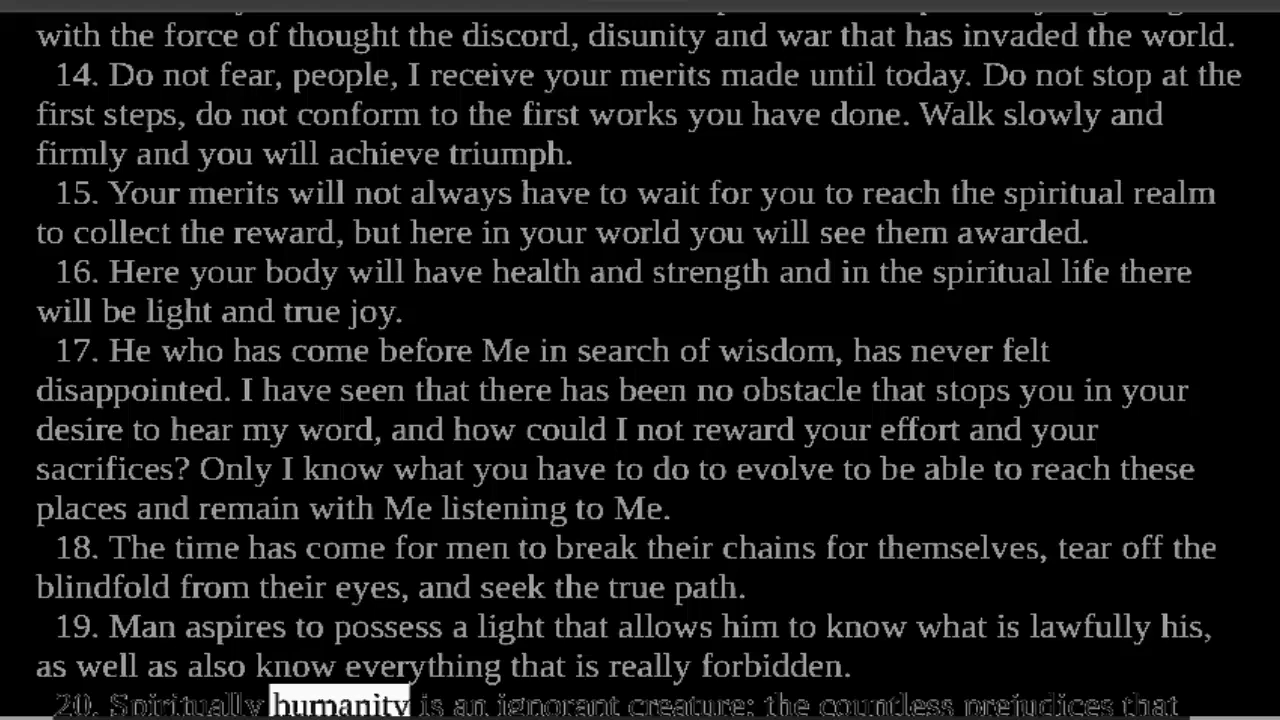 with the force of thought the discord, disunity and war that has invaded the world.
14. Do not fear, people, I receive your merits made until today. Do not stop at the
first steps, do not conform to the first works you have done. Walk slowly and
firmly and you will achieve triumph.
15. Your merits will not always have to wait for you to reach the spiritual realm
to collect the reward, but here in your world you will see them awarded.
16. Here your body will have health and strength and in the spiritual life there
will be light and true joy.
17. He who has come before Me in search of wisdom, has never felt
disappointed. I have seen that there has been no obstacle that stops you in your
desire to hear my word, and how could I not reward your effort and your
sacrifices? Only I know what you have to do to evolve to be able to reach these
places and remain with Me listening to Me.
18. The time has come for men to break their chains for themselves, tear off the
blindfold from their eyes, and seek the true path.
19. Man aspires to possess a light that allows him to know what is lawfully his,
as well as also know everything that is really forbidden.
20. Spiritually humanity is an ignorant creature; the countless prejudices that